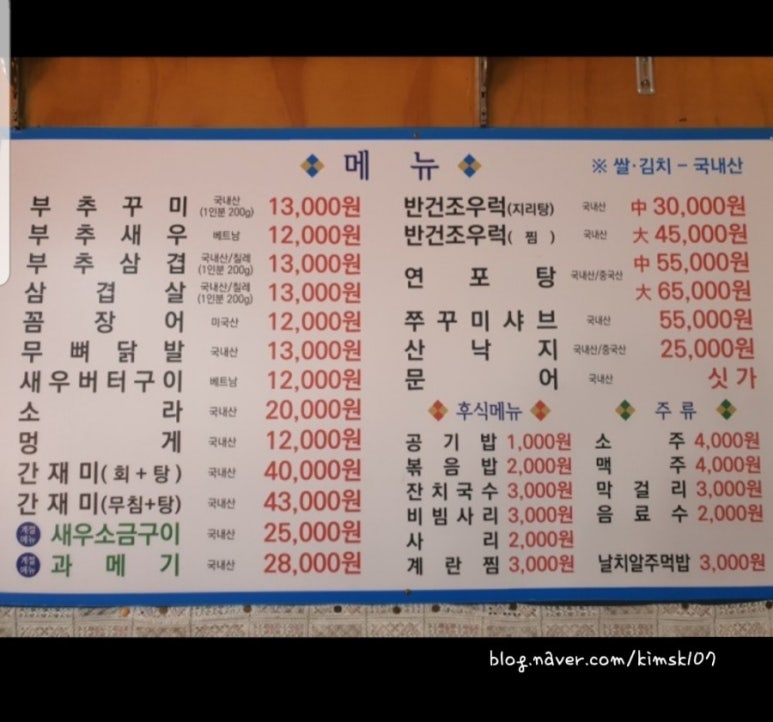 메 뉴
※ 쌀·김치 - 국내산
부추꾸미 국내산 (1인분 200g) 13,000원
부추새우 베트남 12,000원
부추삼겹 국내산/칠레 (1인분 200g) 13,000원
삼겹살 국내산/칠레 (1인분 200g) 13,000원
꼼장어 미국산 12,000원
무뼈닭발 국내산 13,000원
새우버터구이 베트남 12,000원
소라 국내산 20,000원
멍게 국내산 12,000원
간재미(회+탕) 국내산 40,000원
간재미(무침+탕) 국내산 43,000원
계절메뉴 새우소금구이 국내산 25,000원
계절메뉴 과메기 국내산 28,000원
반건조우럭(지리탕) 국내산 中 30,000원
반건조우럭(찜) 국내산 大 45,000원
연포탕 국내산/중국산 中 55,000원
大 65,000원
쭈꾸미샤브 국내산 55,000원
산낙지 국내산/중국산 25,000원
문어 국내산 싯가
후식메뉴
공기밥 1,000원
볶음밥 2,000원
잔치국수 3,000원
비빔사리 3,000원
사리 2,000원
계란찜 3,000원
주류
소주 4,000원
맥주 4,000원
막걸리 3,000원
음료수 2,000원
날치알주먹밥 3,000원
blog.naver.com/kimsk107